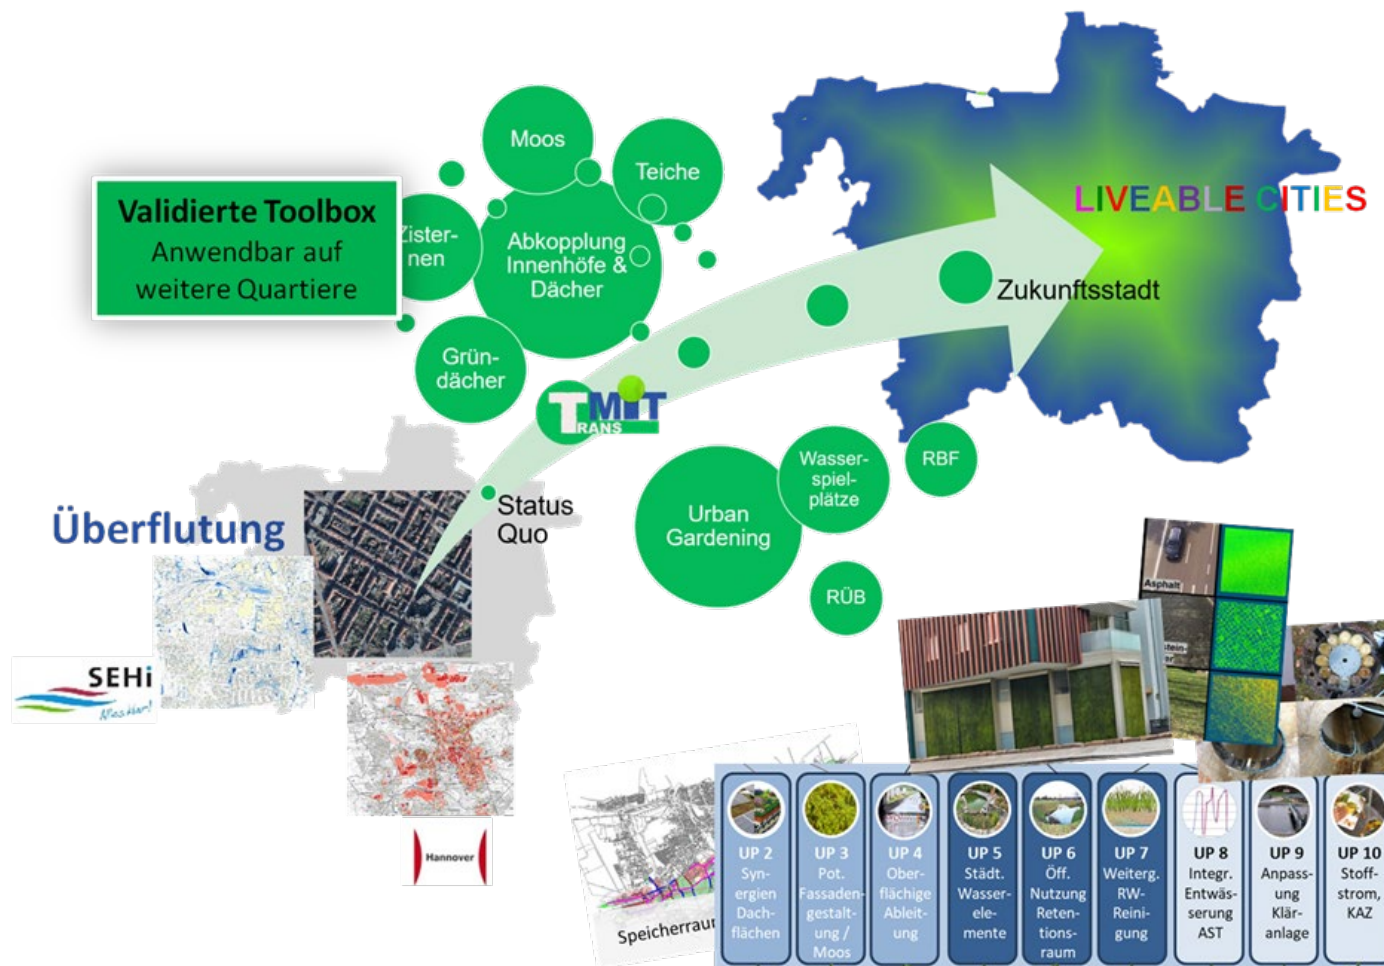 Moos
Teiche
Validierte Toolbox
Anwendbar auf
weitere Quartiere
Zister-
nen
Abkopplung
Innenhöfe &
Dächer
Grün-
dächer
LIVEABLE CITIES
Zukunftsstadt
TMiT
RANS
Status
Quo
Überflutung
Wasser-
spiel-
plätze
RBF
Urban
Gardening
RÜB
SEHi
Alles klar!
Hannover
Asphalt
Speicherraum
UP 2
Syn-
ergien
Dach-
flächen
UP 3
Pot.
Fassaden-
gestalt-
ung /
Moos
UP 4
Ober-
flächige
Ableit-
ung
UP 5
Städt.
Wasser-
ele-
mente
UP 6
Öff.
Nutzung
Reten-
tions-
raum
UP 7
Weiterg.
RW-
Reini-
gung
UP 8
Integr.
Entwäs-
serung
AST
UP 9
Anpass-
ung
Klär-
anlage
UP 10
Stoff-
strom,
KAZ